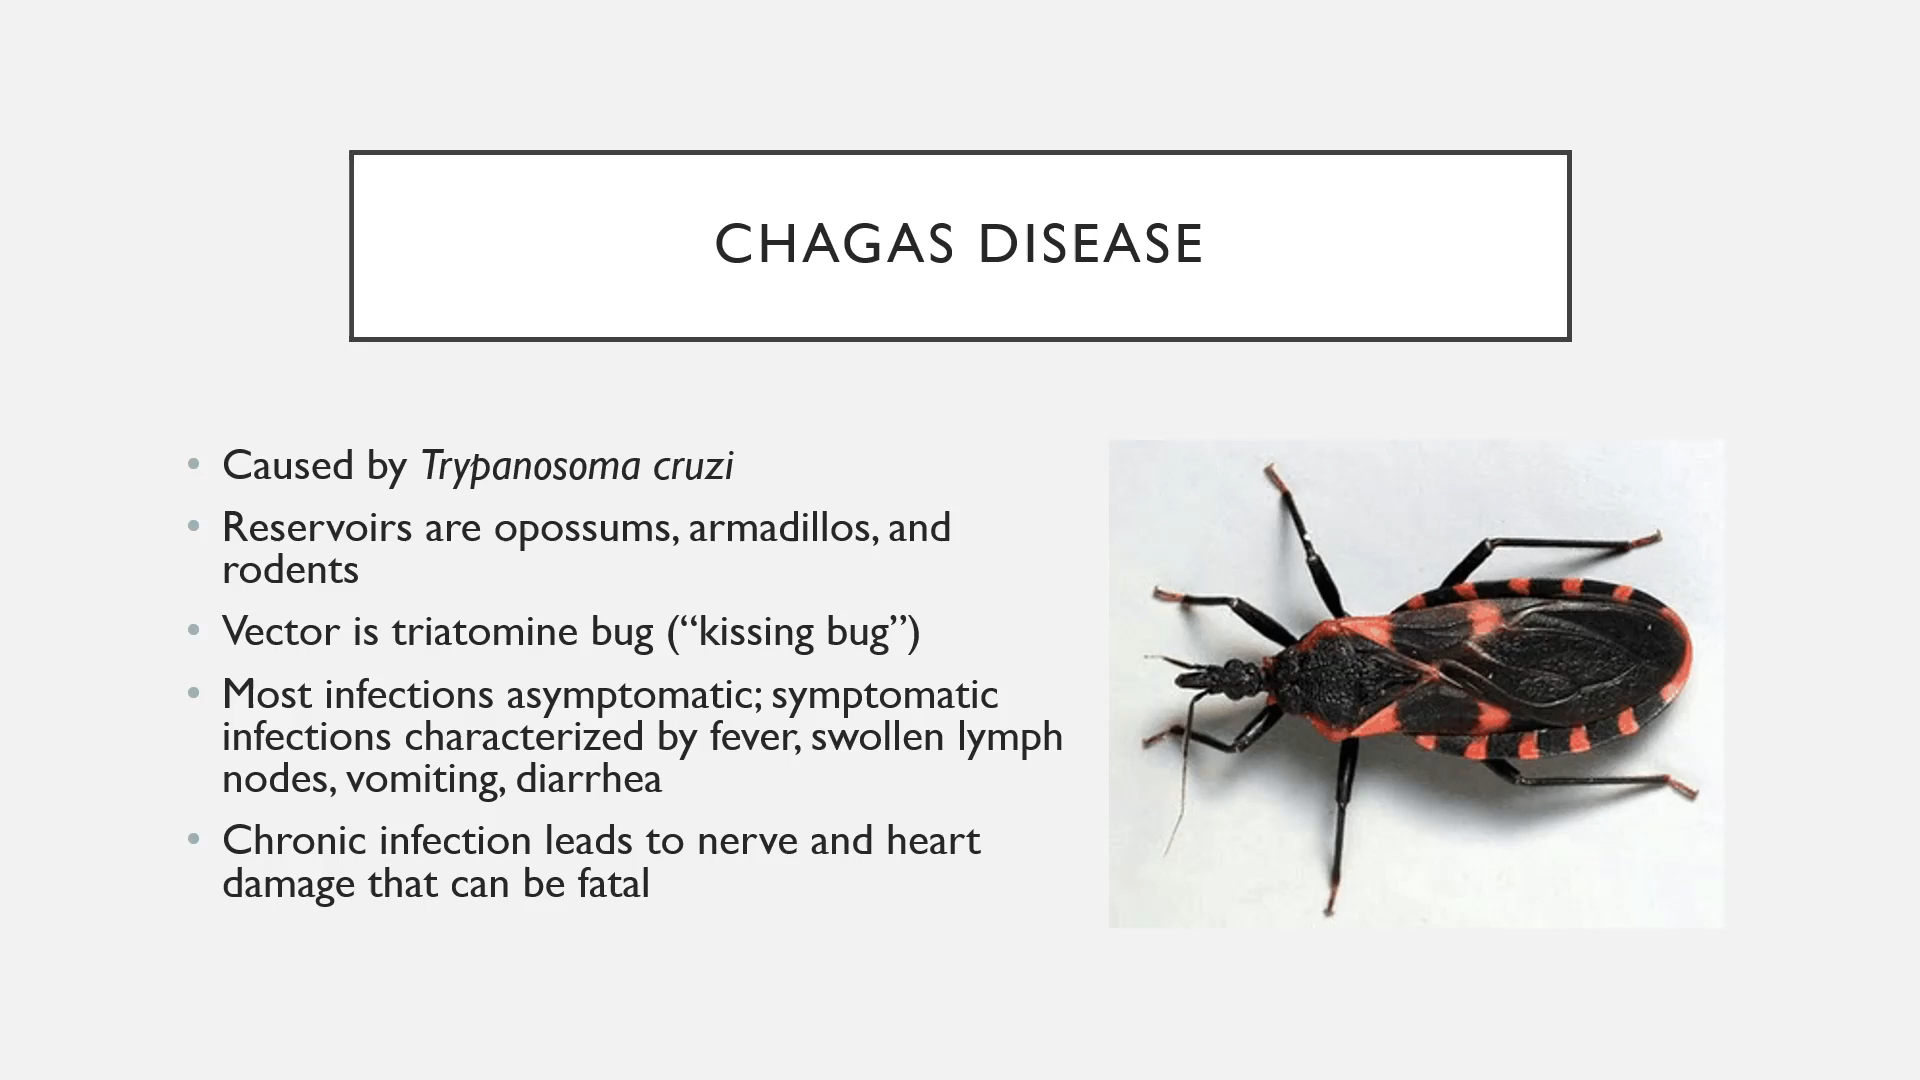 CHAGAS DISEASE
• Caused by Trypanosoma cruzi
• Reservoirs are opossums, armadillos, and
rodents
• Vector is triatomine bug (“kissing bug”)
• Most infections asymptomatic; symptomatic
infections characterized by fever, swollen lymph
nodes, vomiting, diarrhea
• Chronic infection leads to nerve and heart
damage that can be fatal